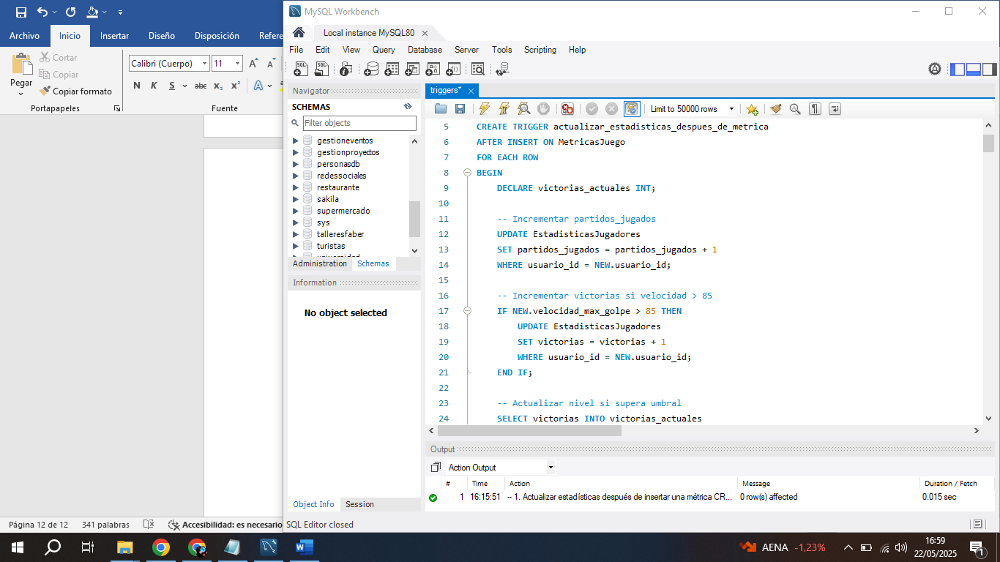 MySQL Workbench
Archivo Inicio Insertar Diseño Disposición Refere
Local instance MySQL80
File Edit View Query Database Server Tools Scripting Help
Pegar
Cortar
Copiar
Copiar formato
Portapapeles
Calibri (Cuerpo) 11
N K S abc x₂ x² A
Fuente
Navigator
SCHEMAS
Filter objects
gestioneventos
gestionproyectos
personasdb
redessociales
restaurante
sakila
supermercado
sys
talleresfaber
turistas
universidad
Administration Schemas
Information
No object selected
Object Info Session
triggers*
Limit to 50000 rows
5 CREATE TRIGGER actualizar_estadisticas_despues_de_metrica
6 AFTER INSERT ON MetricasJuego
7 FOR EACH ROW
8 BEGIN
9 DECLARE victorias_actuales INT;
10
11 -- Incrementar partidos_jugados
12 UPDATE EstadisticasJugadores
13 SET partidos_jugados = partidos_jugados + 1
14 WHERE usuario_id = NEW.usuario_id;
15
16 -- Incrementar victorias si velocidad > 85
17 IF NEW.velocidad_max_golpe > 85 THEN
18 UPDATE EstadisticasJugadores
19 SET victorias = victorias + 1
20 WHERE usuario_id = NEW.usuario_id;
21 END IF;
22
23 -- Actualizar nivel si supera umbral
24 SELECT victorias INTO victorias_actuales
Output
Action Output
# Time Action Message Duration / Fetch
1 16:15:51 -- 1. Actualizar estadísticas después de insertar una métrica CR... 0 row(s) affected 0.015 sec
Página 12 de 12 341 palabras Accesibilidad: es necesario
SQL Editor closed
AENA -1,23%
16:59
22/05/2025
1